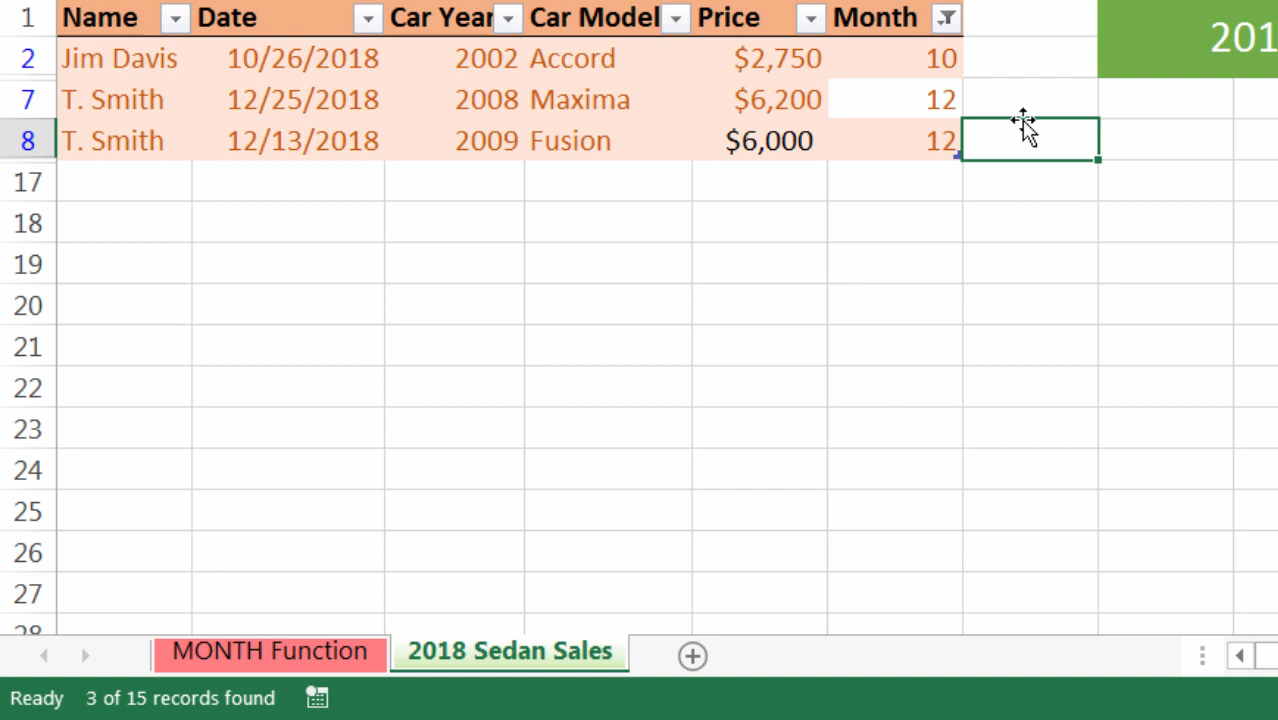 1 Name Date Car Year Car Model Price Month 201
2 Jim Davis 10/26/2018 2002 Accord $2,750 10
7 T. Smith 12/25/2018 2008 Maxima $6,200 12
8 T. Smith 12/13/2018 2009 Fusion $6,000 12
17
18
19
20
21
22
23
24
25
26
27
28
MONTH Function 2018 Sedan Sales
Ready 3 of 15 records found